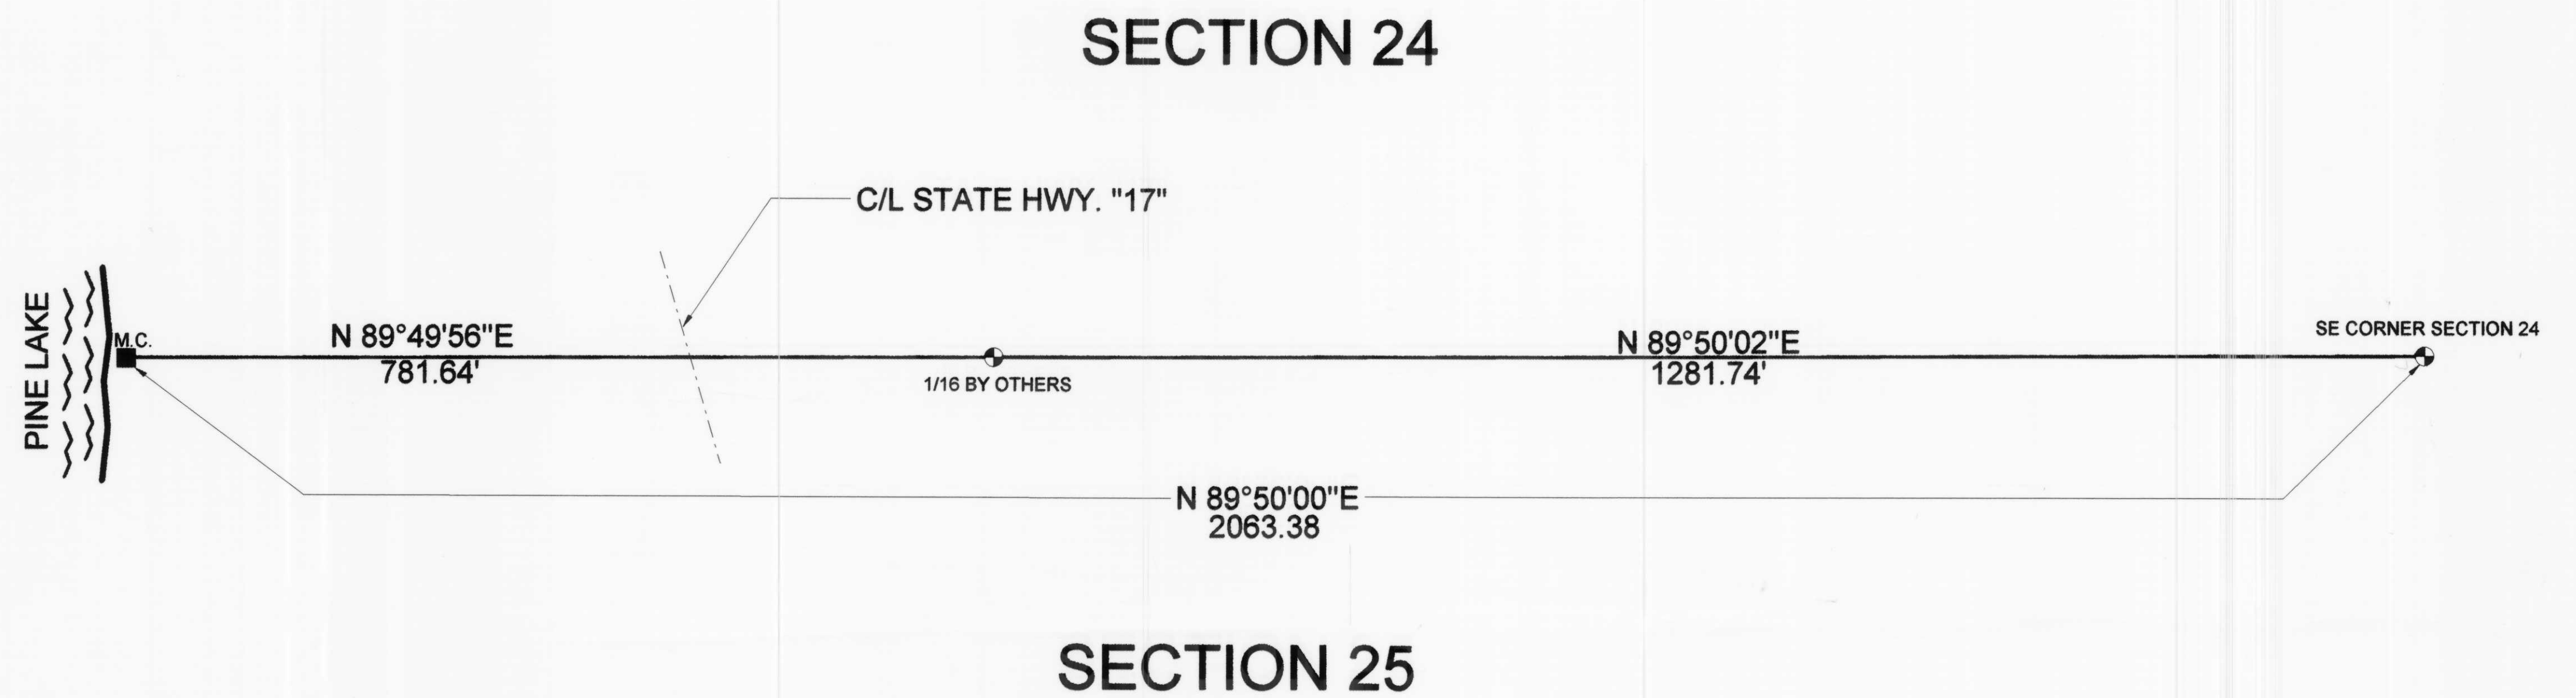 SECTION 24
C/L STATE HWY. "17"
PINE LAKE
M.C.
N 89°49'56"E
781.64'
1/16 BY OTHERS
N 89°50'02"E
1281.74'
SE CORNER SECTION 24
N 89°50'00"E
2063.38
SECTION 25